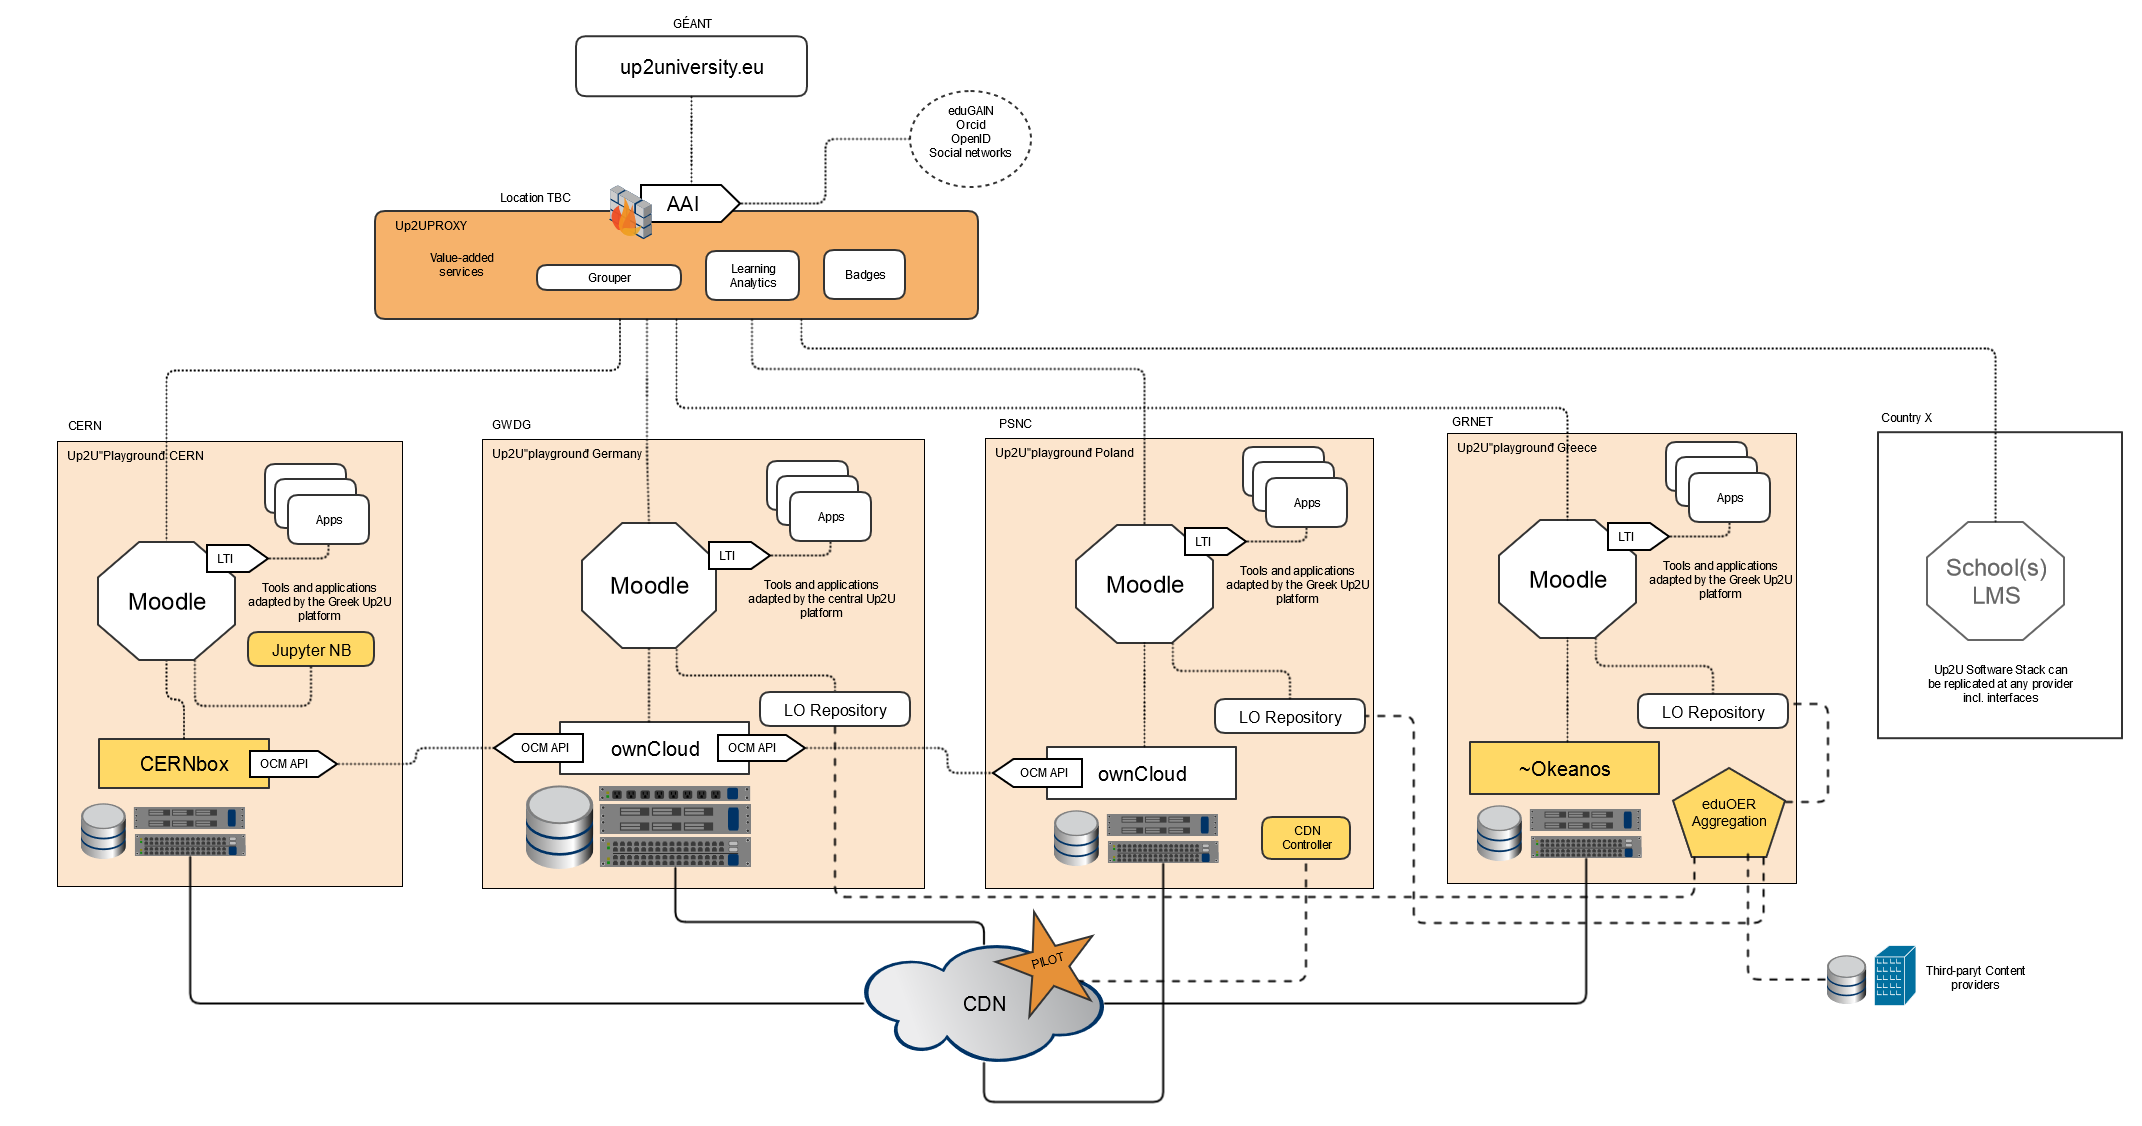 GÉANT
up2university.eu
eduGAIN
Orcid
OpenID
Social networks
Location TBC
AAI
Up2UPROXY
Value-added
services
Grouper
Learning
Analytics
Badges
CERN
Up2U"Playground" CERN
Apps
LTI
Moodle
Tools and applications
adapted by the Greek Up2U
platform
Jupyter NB
CERNbox
OCM API
GWDG
Up2U"playground" Germany
Apps
LTI
Moodle
Tools and applications
adapted by the central Up2U
platform
LO Repository
OCM API
ownCloud
OCM API
PSNC
Up2U"playground" Poland
Apps
LTI
Moodle
Tools and applications
adapted by the Greek Up2U
platform
LO Repository
OCM API
ownCloud
CDN
Controller
GRNET
Up2U"playground" Greece
Apps
LTI
Moodle
Tools and applications
adapted by the Greek Up2U
platform
LO Repository
~Okeanos
eduOER
Aggregation
Country X
School(s)
LMS
Up2U Software Stack can
be replicated at any provider
incl. interfaces
PILOT
CDN
Third-paryt Content
providers